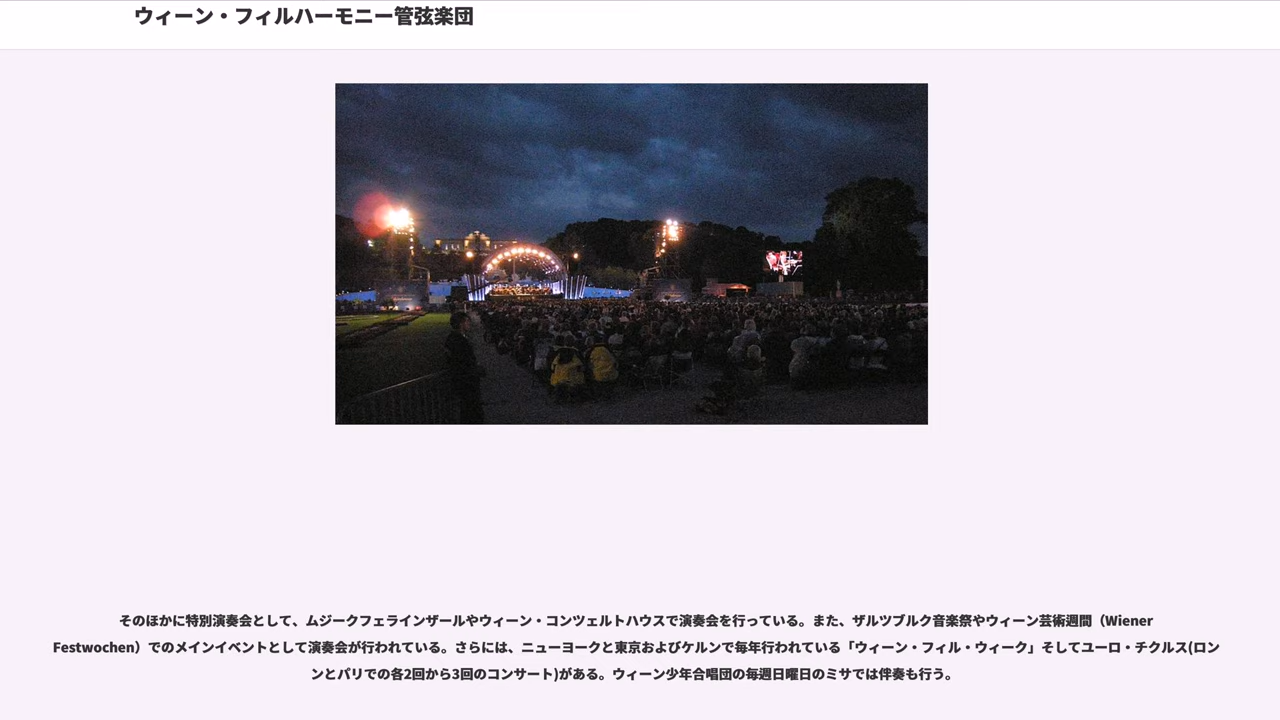 ウィーン・フィルハーモニー管弦楽団
そのほかに特別演奏会として、ムジークフェラインザールやウィーン・コンツェルトハウスで演奏会を行っている。また、ザルツブルク音楽祭やウィーン芸術週間（Wiener
Festwochen）でのメインイベントとして演奏会が行われている。さらには、ニューヨークと東京およびケルンで毎年行われている「ウィーン・フィル・ウィーク」そしてユーロ・チクルス(ロン
ンとパリでの各2回から3回のコンサート)がある。ウィーン少年合唱団の毎週日曜日のミサでは伴奏も行う。